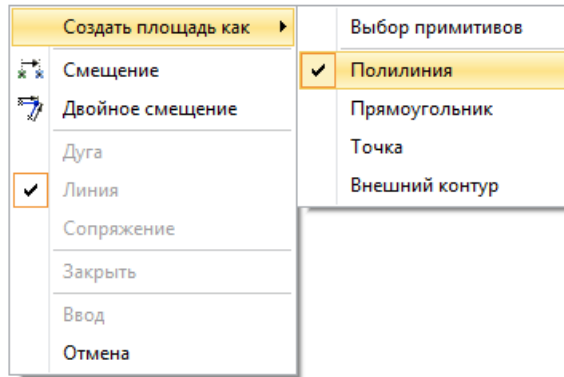 Создать площадь как
Смещение
Двойное смещение
Дуга
Линия
Сопряжение
Закрыть
Ввод
Отмена
Выбор примитивов
Полилиния
Прямоугольник
Точка
Внешний контур